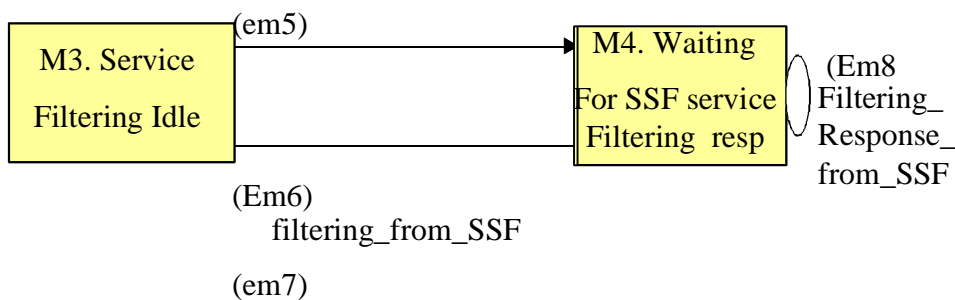 (em5)
M3. Service
Filtering Idle
M4. Waiting
For SSF service
Filtering resp
(Em8
Filtering_
Response_
from_SSF
(Em6)
filtering_from_SSF
(em7)